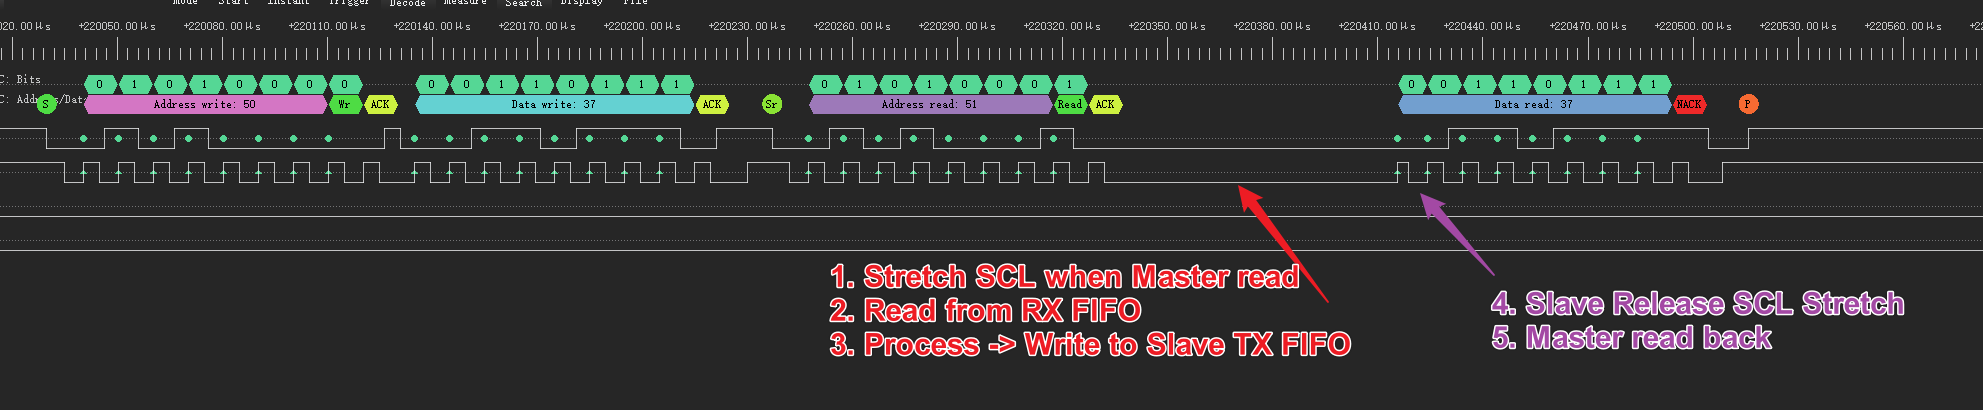 Mode Start Instant Trigger Decode Measure Search Display File
020.00 µs +220050.00 µs +220080.00 µs +220110.00 µs +220140.00 µs +220170.00 µs +220200.00 µs +220230.00 µs +220260.00 µs +220290.00 µs +220320.00 µs +220350.00 µs +220380.00 µs +220410.00 µs +220440.00 µs +220470.00 µs +220500.00 µs +220530.00 µs +220560.00 µs
C: Bits 0 1 0 1 0 0 0 0 0 0 1 1 0 1 1 1 0 1 0 1 0 0 0 1 0 0 1 1 0 1 1 1
S Address write: 50 Wr ACK Data write: 37 ACK Sr Address read: 51 Read ACK Data read: 37 NACK P
1. Stretch SCL when Master read
2. Read from RX FIFO
3. Process -> Write to Slave TX FIFO
4. Slave Release SCL Stretch
5. Master read back